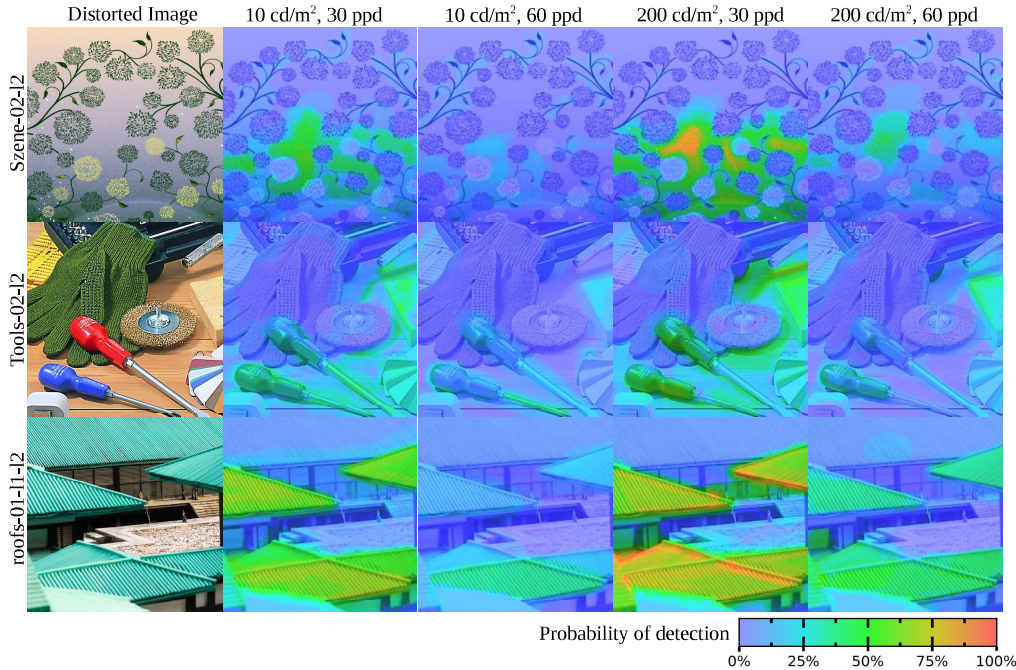 Distorted Image 10 cd/m², 30 ppd 10 cd/m², 60 ppd 200 cd/m², 30 ppd 200 cd/m², 60 ppd
Szene-02-l2
Tools-02-l2
roofs-01-l1-l2
Probability of detection
0% 25% 50% 75% 100%